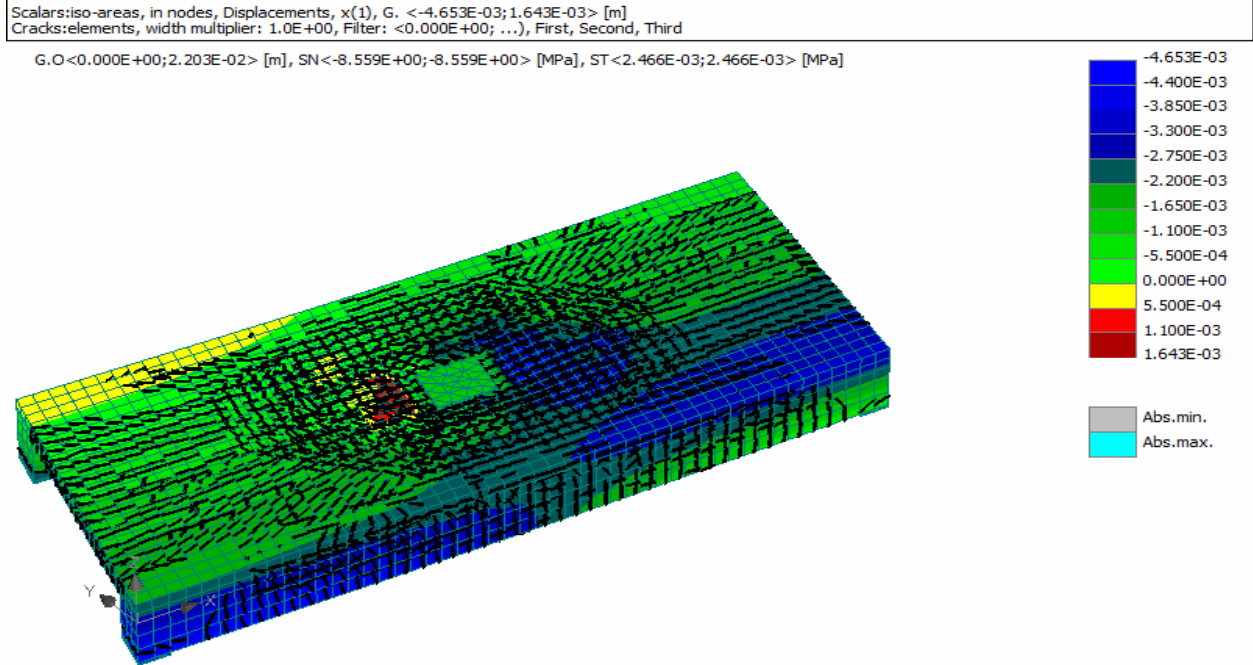 Scalars:iso-areas, in nodes, Displacements, x(1), G. <-4.653E-03;1.643E-03> [m]
Cracks:elements, width multiplier: 1.0E+00, Filter: <0.000E+00; ...), First, Second, Third
G.O<0.000E+00;2.203E-02> [m], SN<-8.559E+00;-8.559E+00> [MPa], ST<2.466E-03;2.466E-03> [MPa]
-4.653E-03
-4.400E-03
-3.850E-03
-3.300E-03
-2.750E-03
-2.200E-03
-1.650E-03
-1.100E-03
-5.500E-04
0.000E+00
5.500E-04
1.100E-03
1.643E-03
Abs.min.
Abs.max.
Z
Y
X